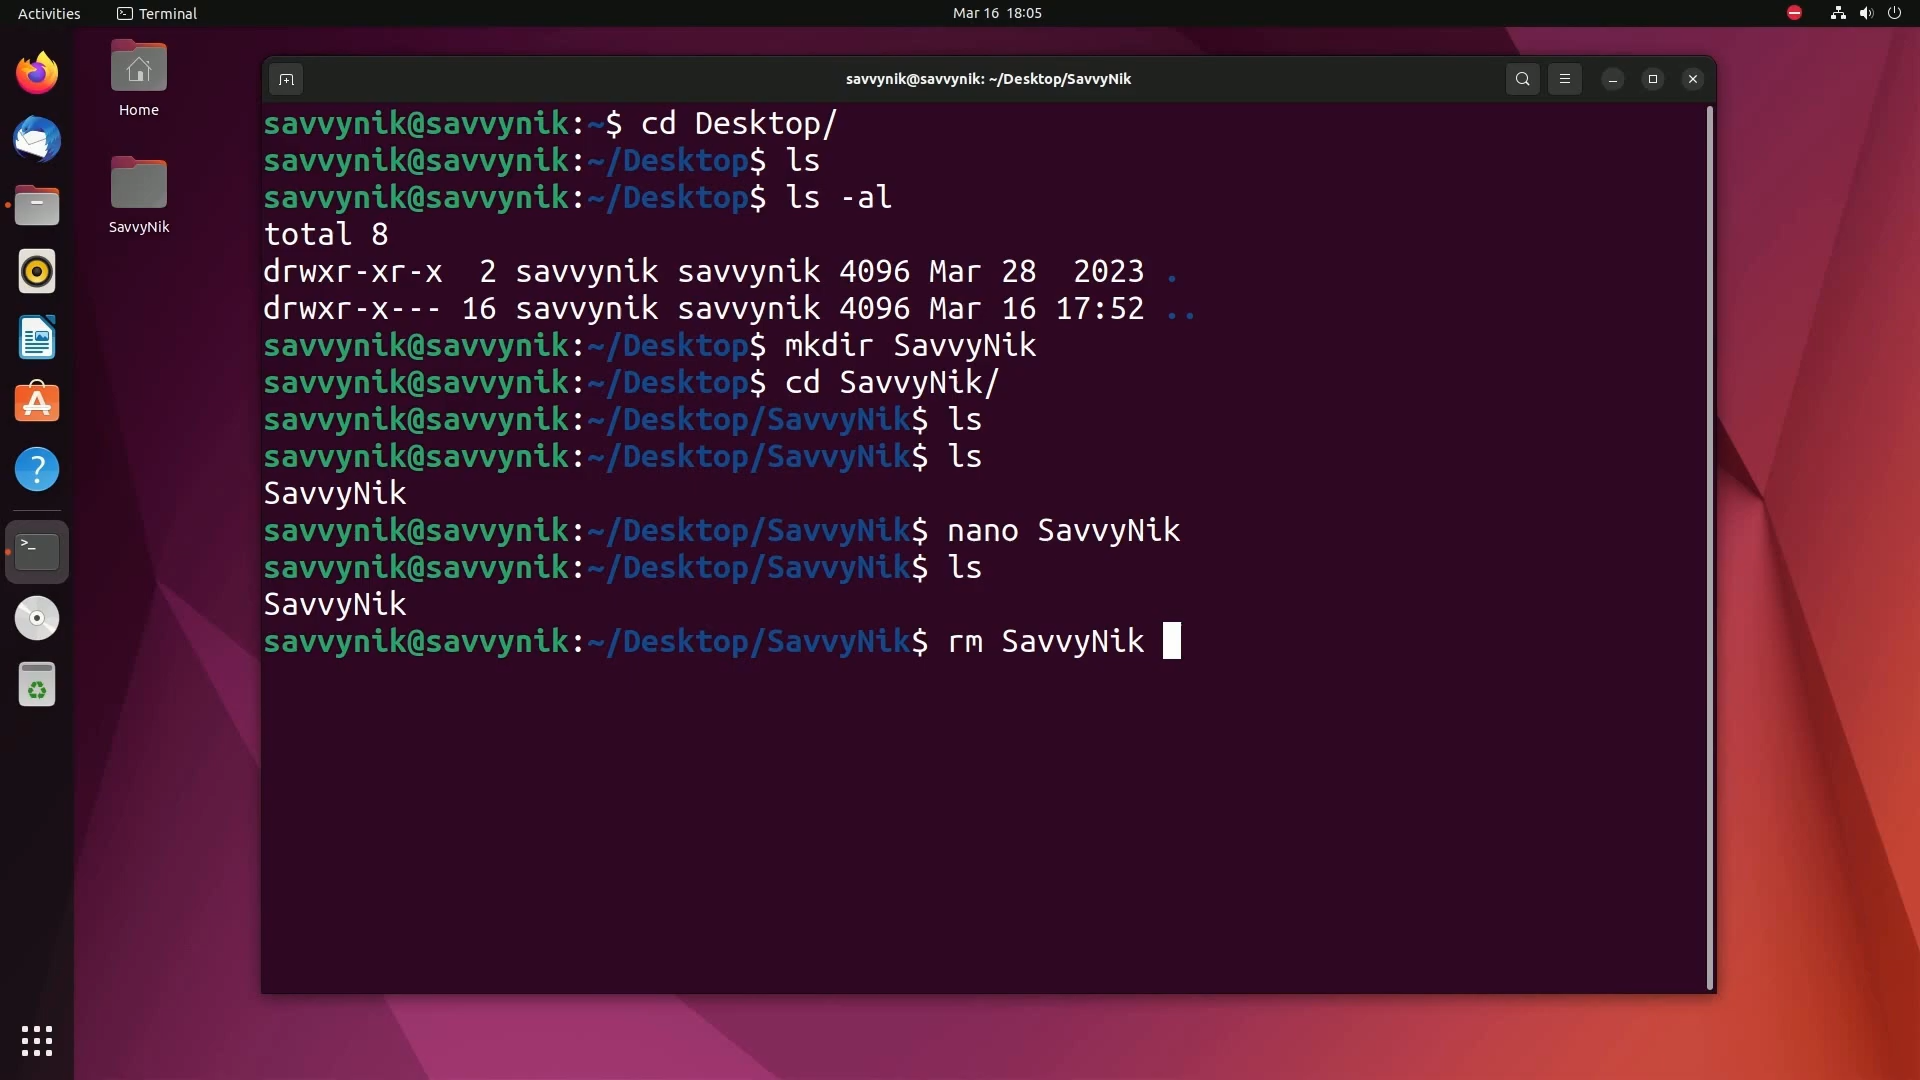 Activities
Terminal
Mar 16 18:05
Home
SavvyNik
savvynik@savvynik: ~/Desktop/SavvyNik
savvynik@savvynik:~$ cd Desktop/
savvynik@savvynik:~/Desktop$ ls
savvynik@savvynik:~/Desktop$ ls -al
total 8
drwxr-xr-x  2 savvynik savvynik 4096 Mar 28  2023 .
drwxr-x--- 16 savvynik savvynik 4096 Mar 16 17:52 ..
savvynik@savvynik:~/Desktop$ mkdir SavvyNik
savvynik@savvynik:~/Desktop$ cd SavvyNik/
savvynik@savvynik:~/Desktop/SavvyNik$ ls
savvynik@savvynik:~/Desktop/SavvyNik$ ls
SavvyNik
savvynik@savvynik:~/Desktop/SavvyNik$ nano SavvyNik
savvynik@savvynik:~/Desktop/SavvyNik$ ls
SavvyNik
savvynik@savvynik:~/Desktop/SavvyNik$ rm SavvyNik